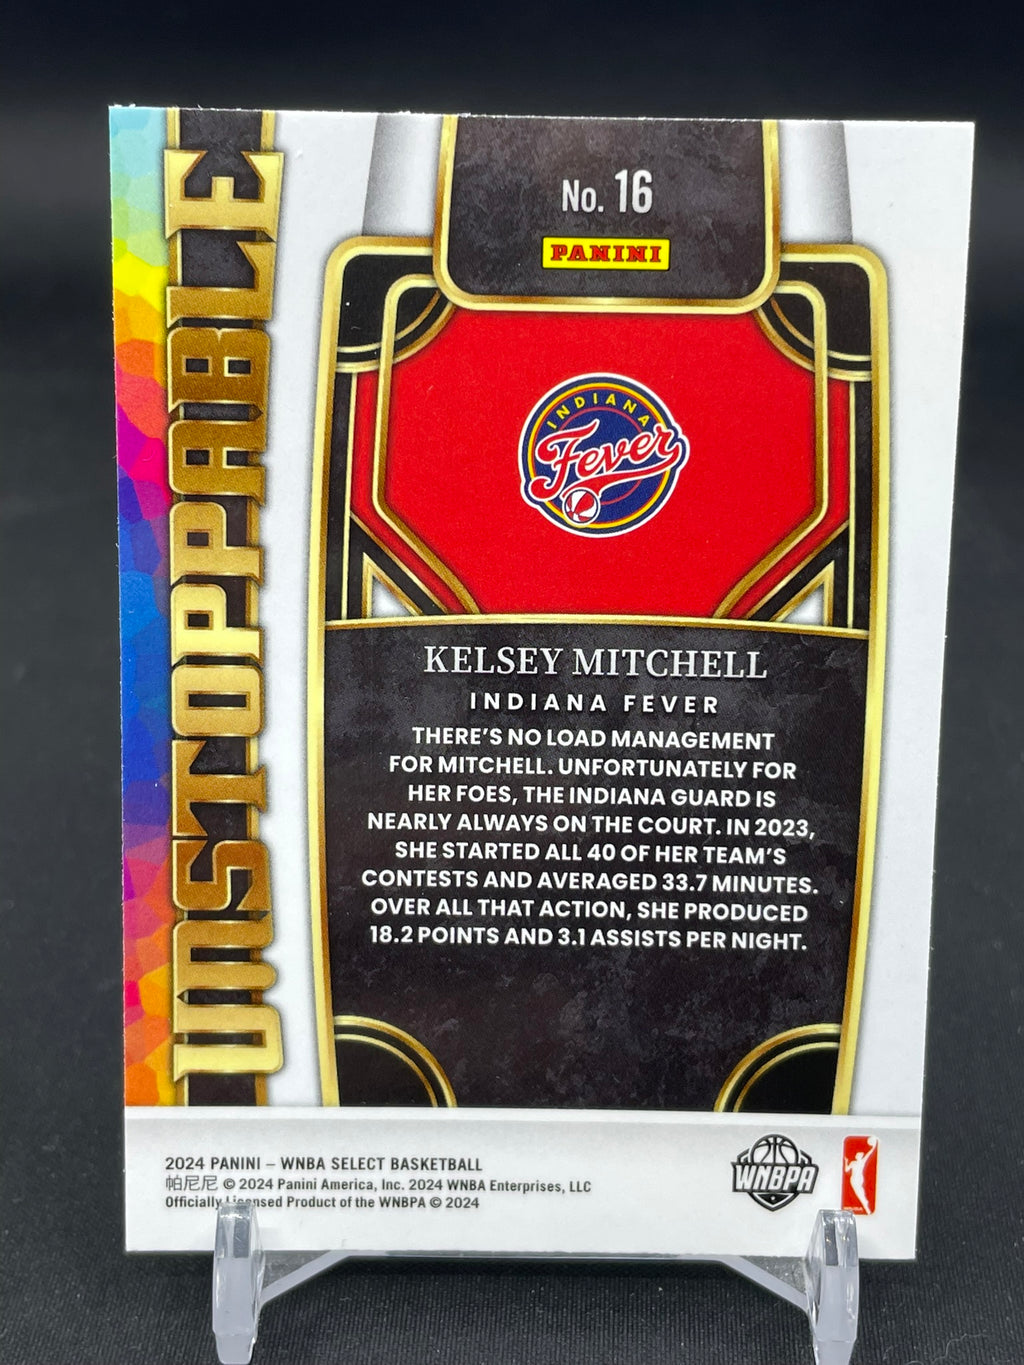 UNSTOPPABLE
No. 16
PANINI
INDIANA
Fever
KELSEY MITCHELL
INDIANA FEVER
THERE'S NO LOAD MANAGEMENT
FOR MITCHELL. UNFORTUNATELY FOR
HER FOES, THE INDIANA GUARD IS
NEARLY ALWAYS ON THE COURT. IN 2023,
SHE STARTED ALL 40 OF HER TEAM'S
CONTESTS AND AVERAGED 33.7 MINUTES.
OVER ALL THAT ACTION, SHE PRODUCED
18.2 POINTS AND 3.1 ASSISTS PER NIGHT.
2024 PANINI – WNBA SELECT BASKETBALL
帕尼尼 © 2024 Panini America, Inc. 2024 WNBA Enterprises, LLC
Officially Licensed Product of the WNBPA © 2024
WNBPA